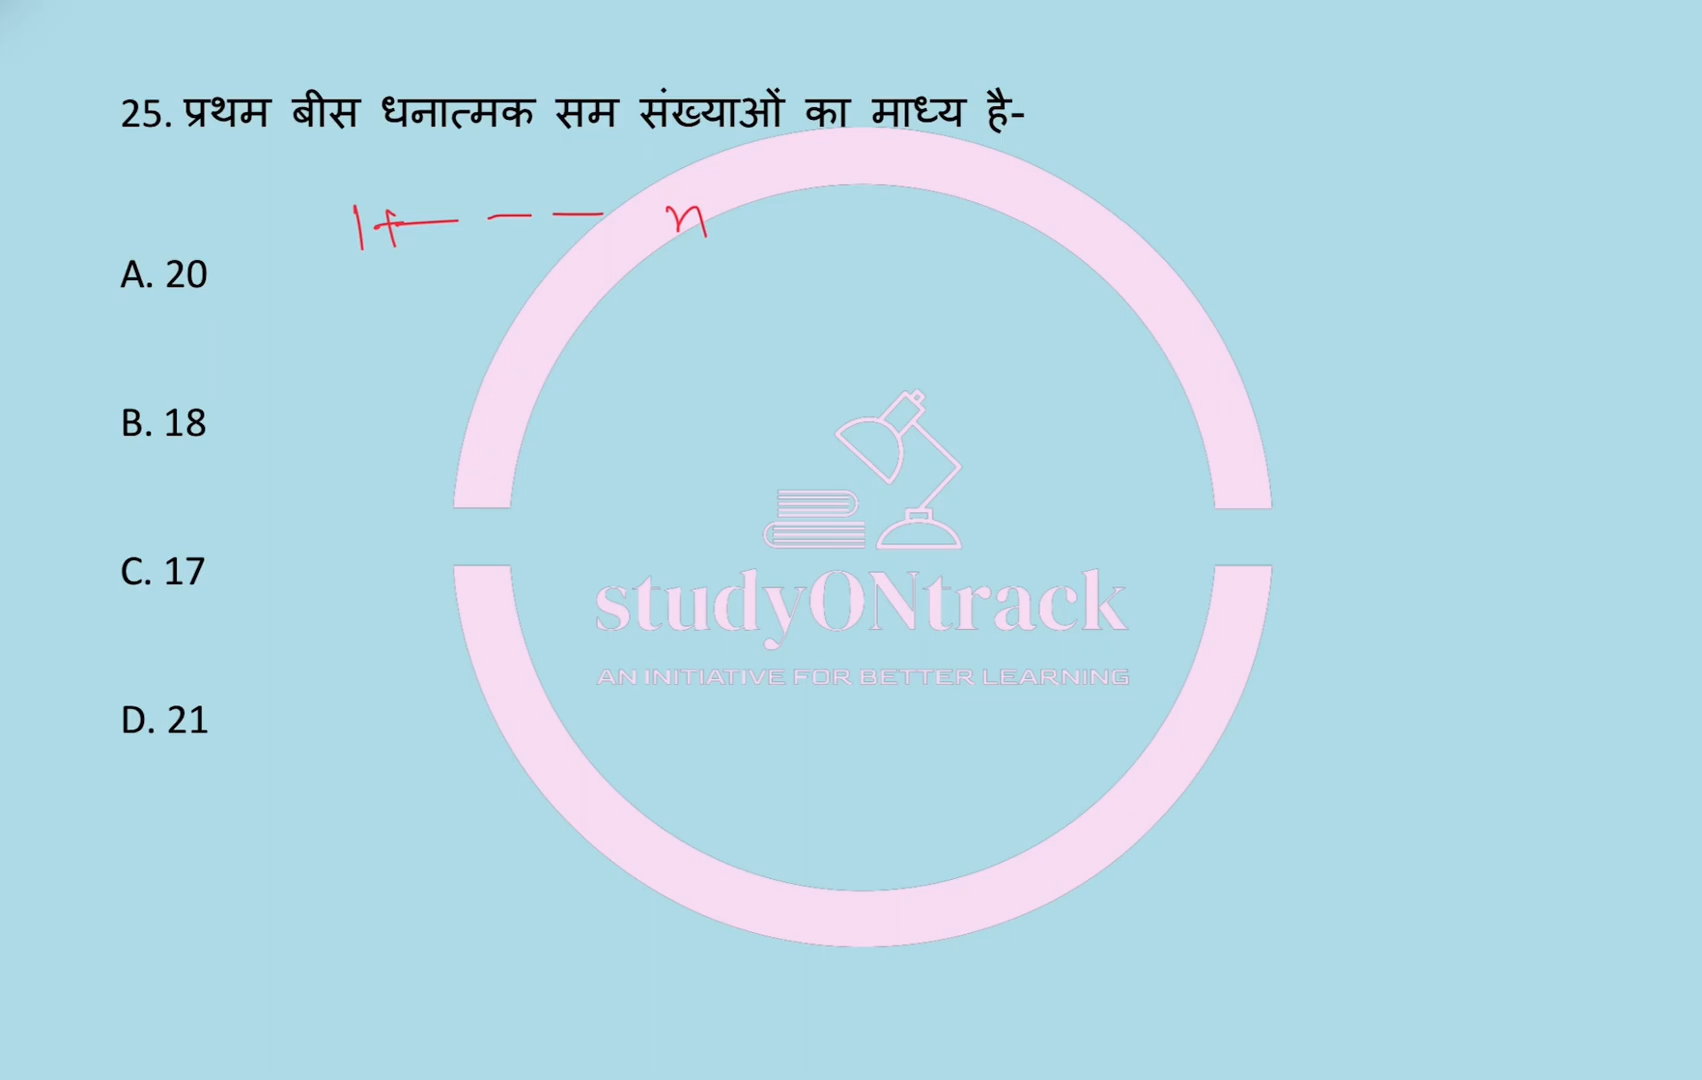 25. प्रथम बीस धनात्मक सम संख्याओं का माध्य है-
1+ — — — n
A. 20
B. 18
C. 17
D. 21
studyONtrack
AN INITIATIVE FOR BETTER LEARNING